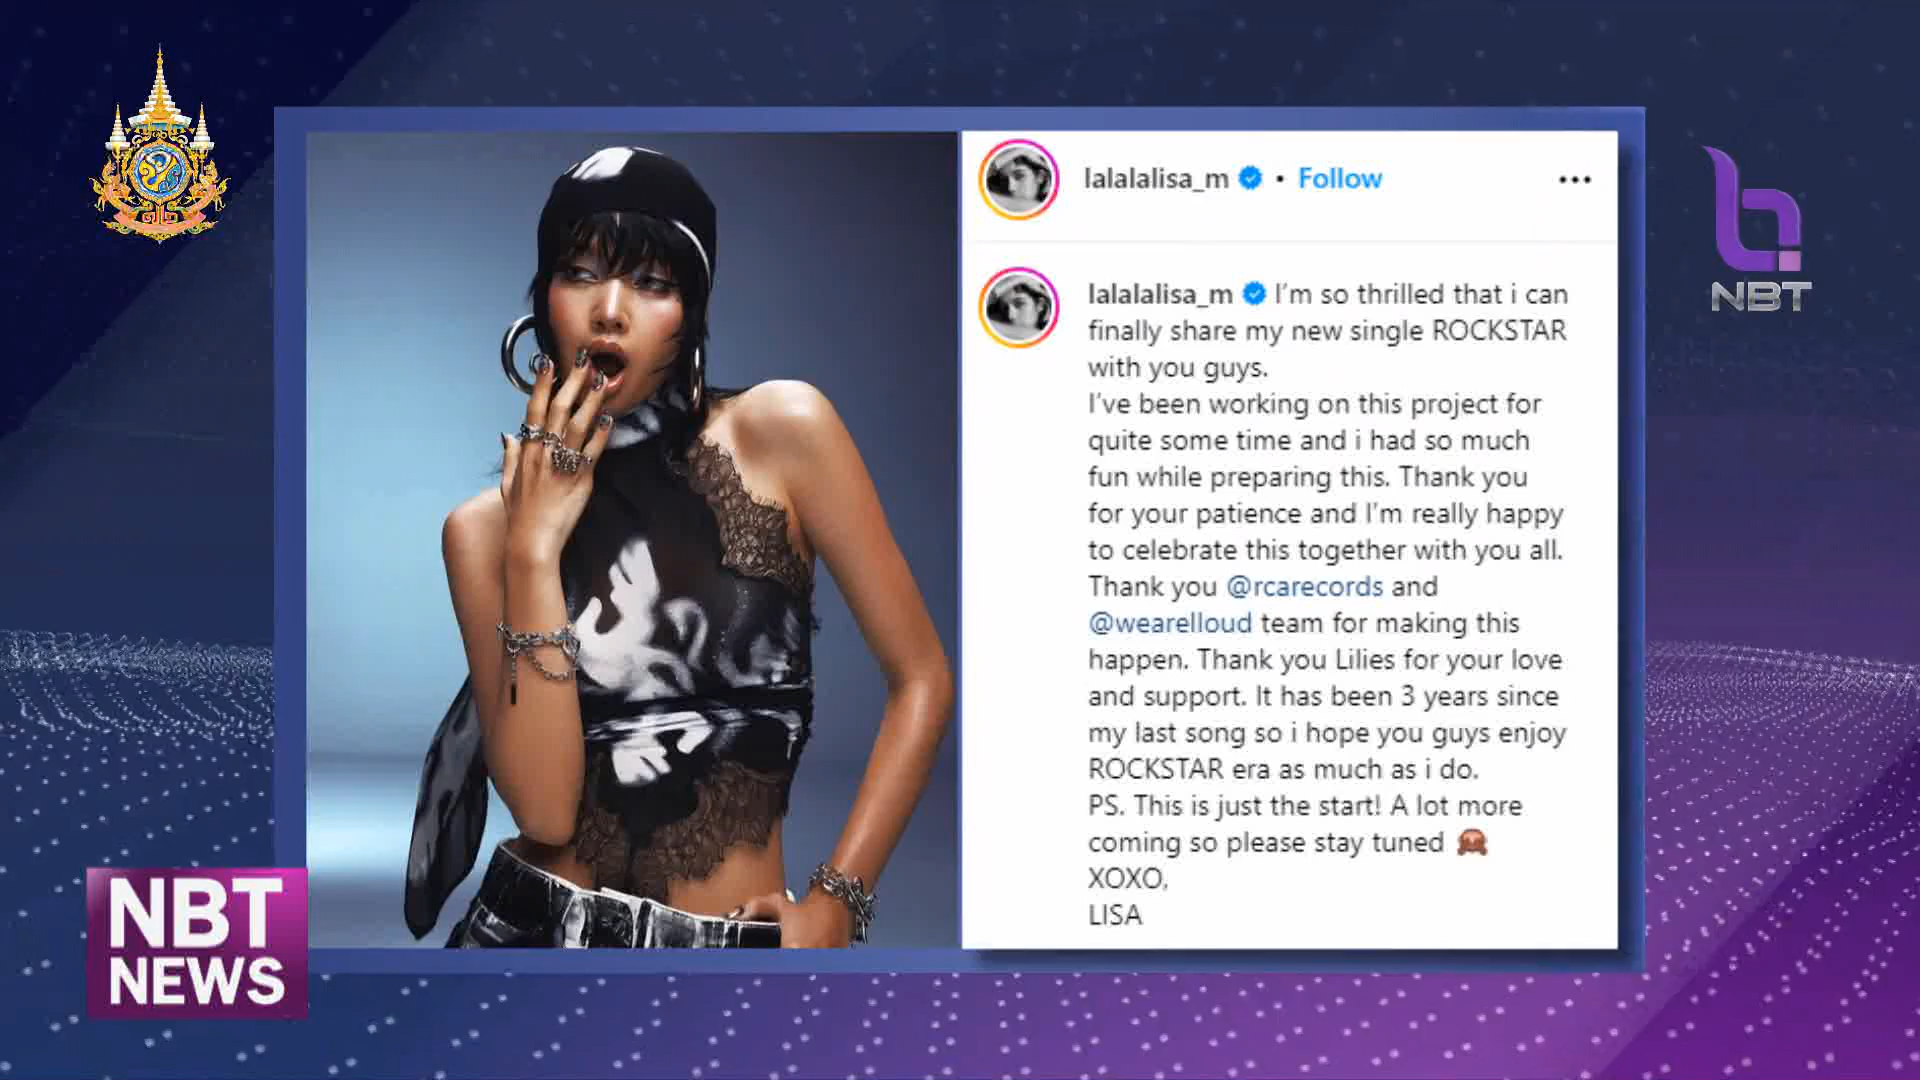 lalalalisa_m • Follow
lalalalisa_m I'm so thrilled that i can
finally share my new single ROCKSTAR
with you guys.
I've been working on this project for
quite some time and i had so much
fun while preparing this. Thank you
for your patience and I'm really happy
to celebrate this together with you all.
Thank you @rcarecords and
@wearelloud team for making this
happen. Thank you Lilies for your love
and support. It has been 3 years since
my last song so i hope you guys enjoy
ROCKSTAR era as much as i do.
PS. This is just the start! A lot more
coming so please stay tuned
XOXO,
LISA
NBT
NBT
NEWS